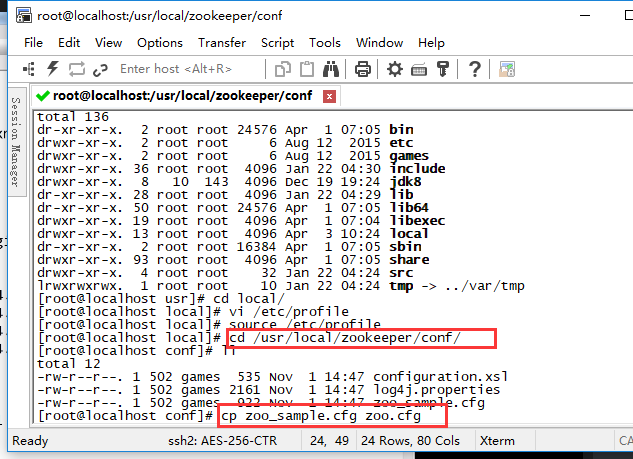 root@localhost:/usr/local/zookeeper/conf
File Edit View Options Transfer Script Tools Window Help
Enter host <Alt+R>
root@localhost:/usr/local/zookeeper/conf
Session Manager
total 136
dr-xr-xr-x. 2 root root 24576 Apr 1 07:05 bin
drwxr-xr-x. 2 root root 6 Aug 12 2015 etc
drwxr-xr-x. 2 root root 6 Aug 12 2015 games
drwxr-xr-x. 36 root root 4096 Jan 22 04:30 include
drwxr-xr-x. 8 10 143 4096 Dec 19 19:24 jdk8
drwxr-xr-x. 28 root root 4096 Jan 22 04:29 lib
dr-xr-xr-x. 50 root root 24576 Apr 1 07:05 lib64
drwxr-xr-x. 19 root root 4096 Apr 1 07:04 libexec
drwxr-xr-x. 13 root root 4096 Apr 3 10:24 local
dr-xr-xr-x. 2 root root 16384 Apr 1 07:05 sbin
drwxr-xr-x. 93 root root 4096 Apr 1 07:05 share
drwxr-xr-x. 4 root root 32 Jan 22 04:24 src
lrwxrwxrwx. 1 root root 10 Jan 22 04:24 tmp -> ../var/tmp
[root@localhost usr]# cd local/
[root@localhost local]# vi /etc/profile
[root@localhost local]# source /etc/profile
[root@localhost local]# cd /usr/local/zookeeper/conf/
[root@localhost conf]# ll
total 12
-rw-r--r--. 1 502 games 535 Nov 1 14:47 configuration.xsl
-rw-r--r--. 1 502 games 2161 Nov 1 14:47 log4j.properties
-rw-r--r--. 1 502 games 922 Nov 1 14:47 zoo_sample.cfg
[root@localhost conf]# cp zoo_sample.cfg zoo.cfg
Ready ssh2: AES-256-CTR 24, 49 24 Rows, 80 Cols Xterm CA